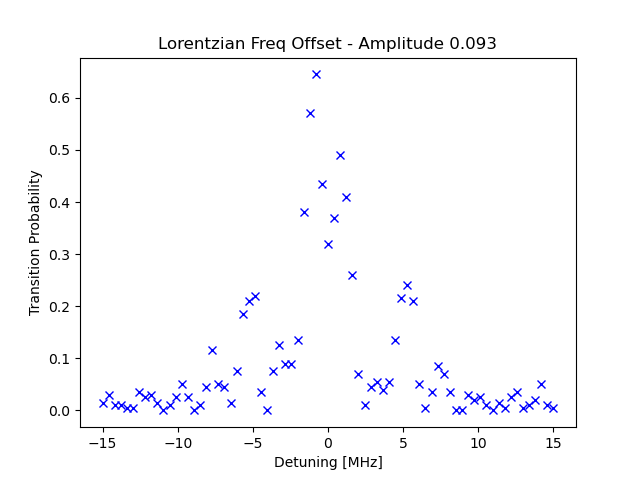 Lorentzian Freq Offset - Amplitude 0.093
Transition Probability
0.6
0.5
0.4
0.3
0.2
0.1
0.0
−15 −10 −5 0 5 10 15
Detuning [MHz]